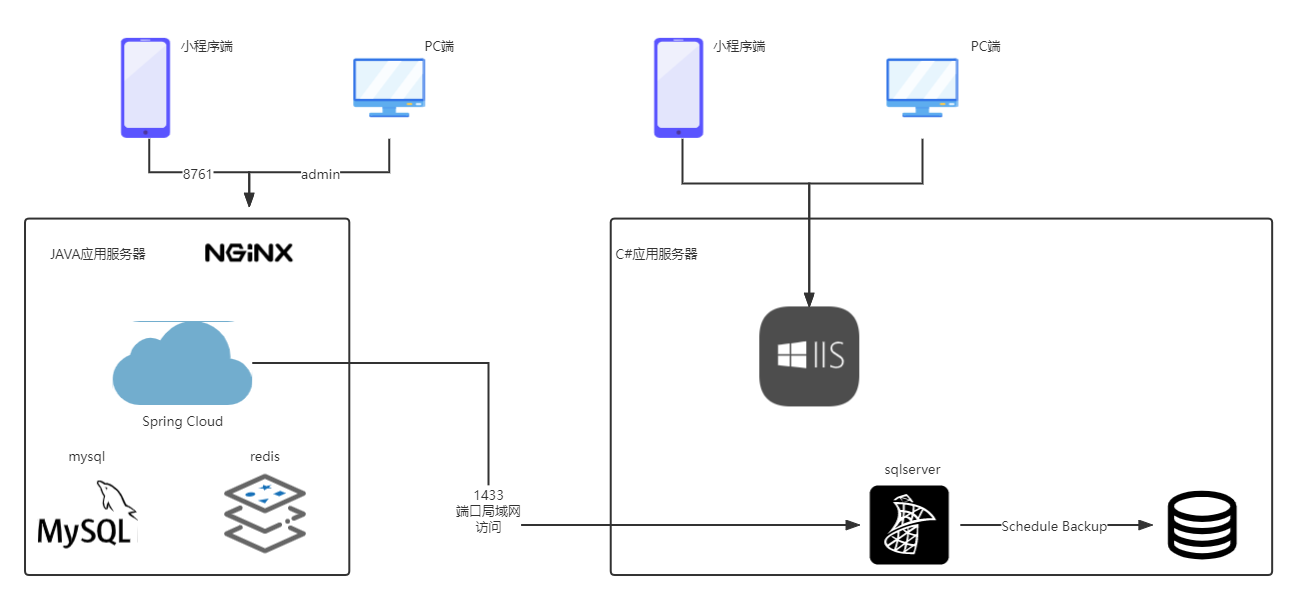 小程序端
PC端
小程序端
PC端
8761
admin
JAVA应用服务器
NGINX
C#应用服务器
IIS
Spring Cloud
mysql
redis
MySQL
1433
端口局域网
访问
sqlserver
Schedule Backup